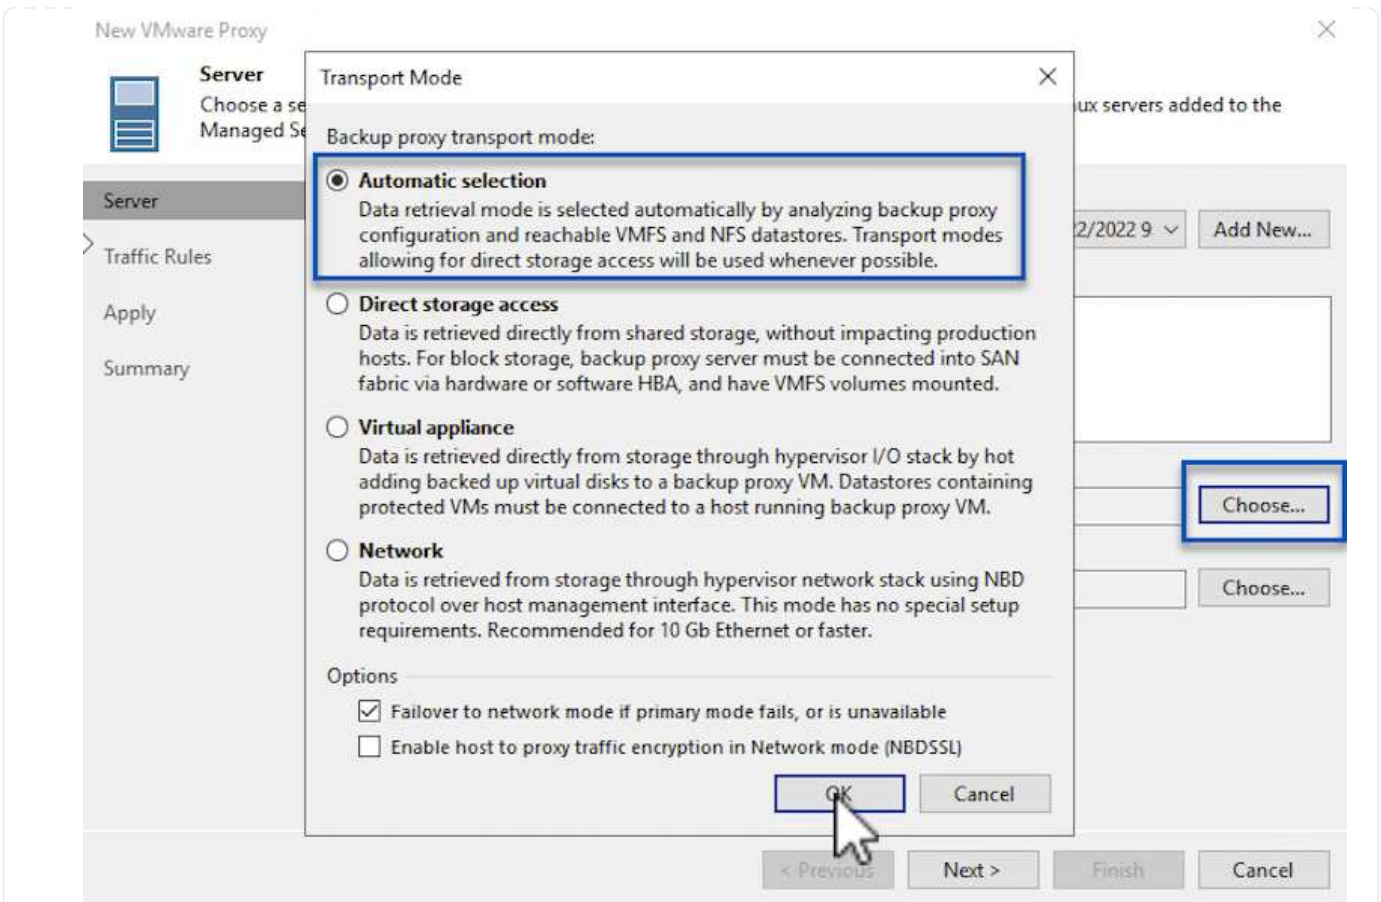 New VMware Proxy
Server
Choose a se
ux servers added to the
Managed Se
Transport Mode
Backup proxy transport mode:
Automatic selection
Data retrieval mode is selected automatically by analyzing backup proxy
configuration and reachable VMFS and NFS datastores. Transport modes
allowing for direct storage access will be used whenever possible.
Direct storage access
Data is retrieved directly from shared storage, without impacting production
hosts. For block storage, backup proxy server must be connected into SAN
fabric via hardware or software HBA, and have VMFS volumes mounted.
Virtual appliance
Data is retrieved directly from storage through hypervisor I/O stack by hot
adding backed up virtual disks to a backup proxy VM. Datastores containing
protected VMs must be connected to a host running backup proxy VM.
Network
Data is retrieved from storage through hypervisor network stack using NBD
protocol over host management interface. This mode has no special setup
requirements. Recommended for 10 Gb Ethernet or faster.
Options
Failover to network mode if primary mode fails, or is unavailable
Enable host to proxy traffic encryption in Network mode (NBDSSL)
OK
Cancel
Server
Traffic Rules
Apply
Summary
2/2022 9
Add New...
Choose...
Choose...
< Previous
Next >
Finish
Cancel